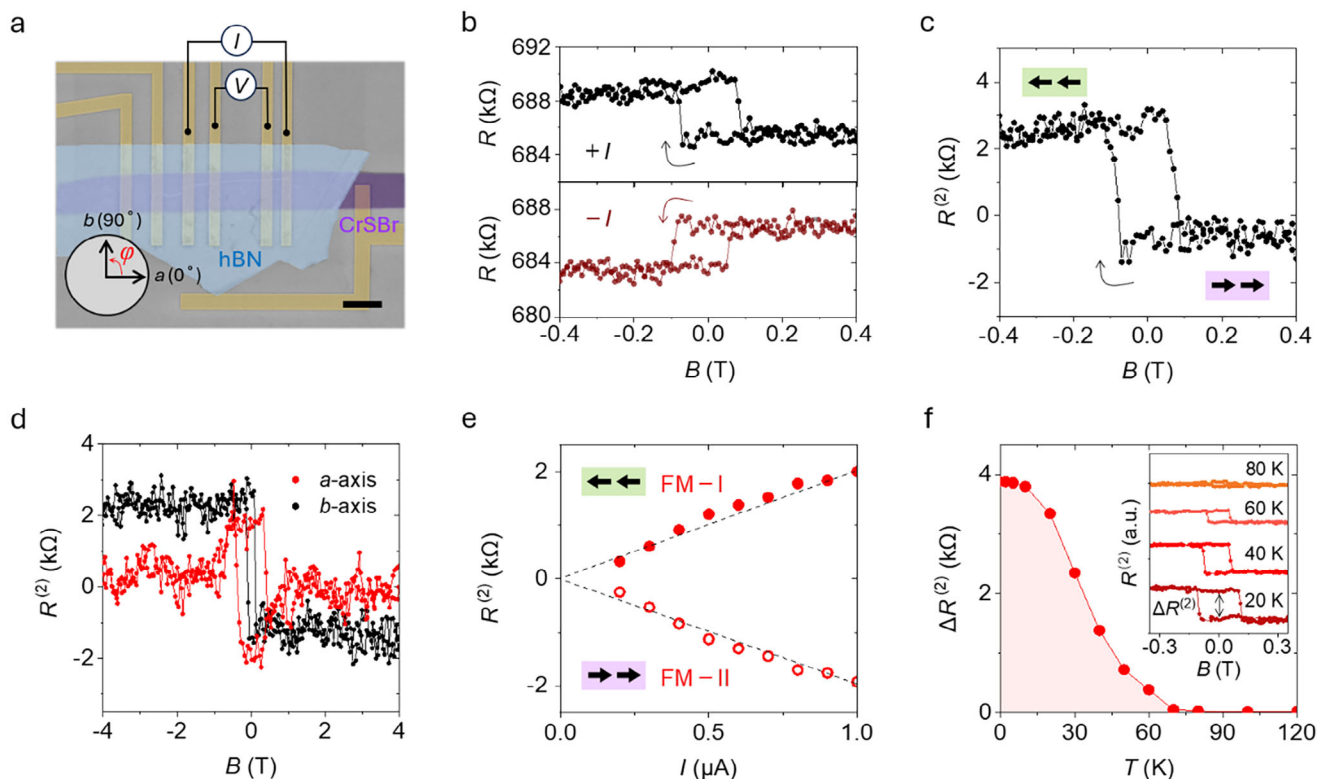 a
I
V
b (90°)
φ
a (0°)
hBN
CrSBr
b
692
688
684
R (kΩ)
+I
688
684
680
R (kΩ)
−I
-0.4 -0.2 0.0 0.2 0.4
B (T)
c
4
2
0
-2
R(2) (kΩ)
-0.4 -0.2 0.0 0.2 0.4
B (T)
d
4
2
0
-2
R(2) (kΩ)
a-axis
b-axis
-4 -2 0 2 4
B (T)
e
2
0
-2
R(2) (kΩ)
FM – I
FM – II
0.0 0.5 1.0
I (μA)
f
4
2
0
ΔR(2) (kΩ)
80 K
60 K
40 K
20 K
R(2) (a.u.)
ΔR(2)
-0.3 0.0 0.3
B (T)
0 30 60 90 120
T (K)